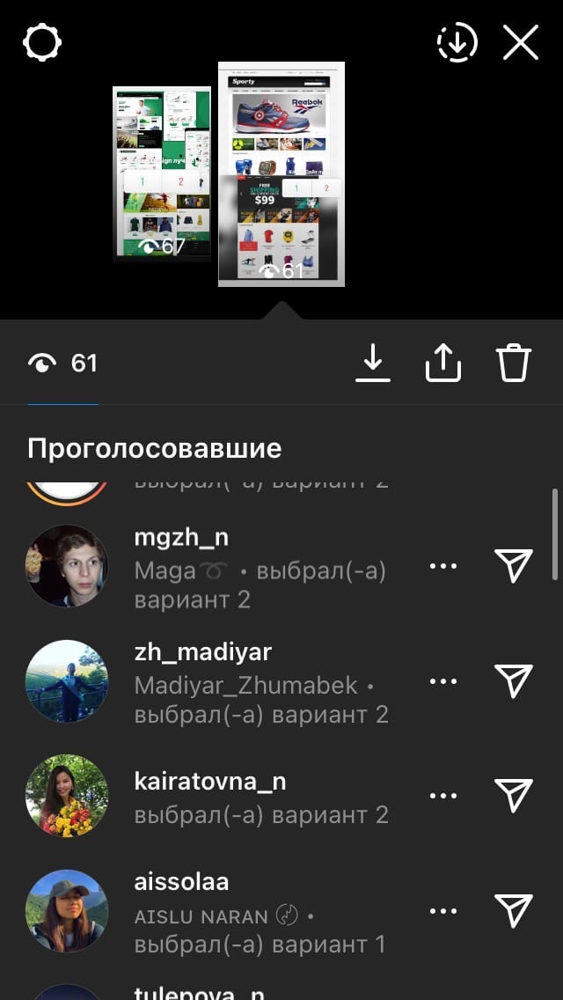 Sporty
Reebok
1
2
1
2
FREE
SHIPPING
$99
67
61
61
Проголосовавшие
выбрал(-а) вариант 2
mgzh_n
Maga➰ • выбрал(-а)
вариант 2
zh_madiyar
Madiyar_Zhumabek •
выбрал(-а) вариант 2
kairatovna_n
выбрал(-а) вариант 2
aissolaa
AISLU NARAN •
выбрал(-а) вариант 1
tulepova_n